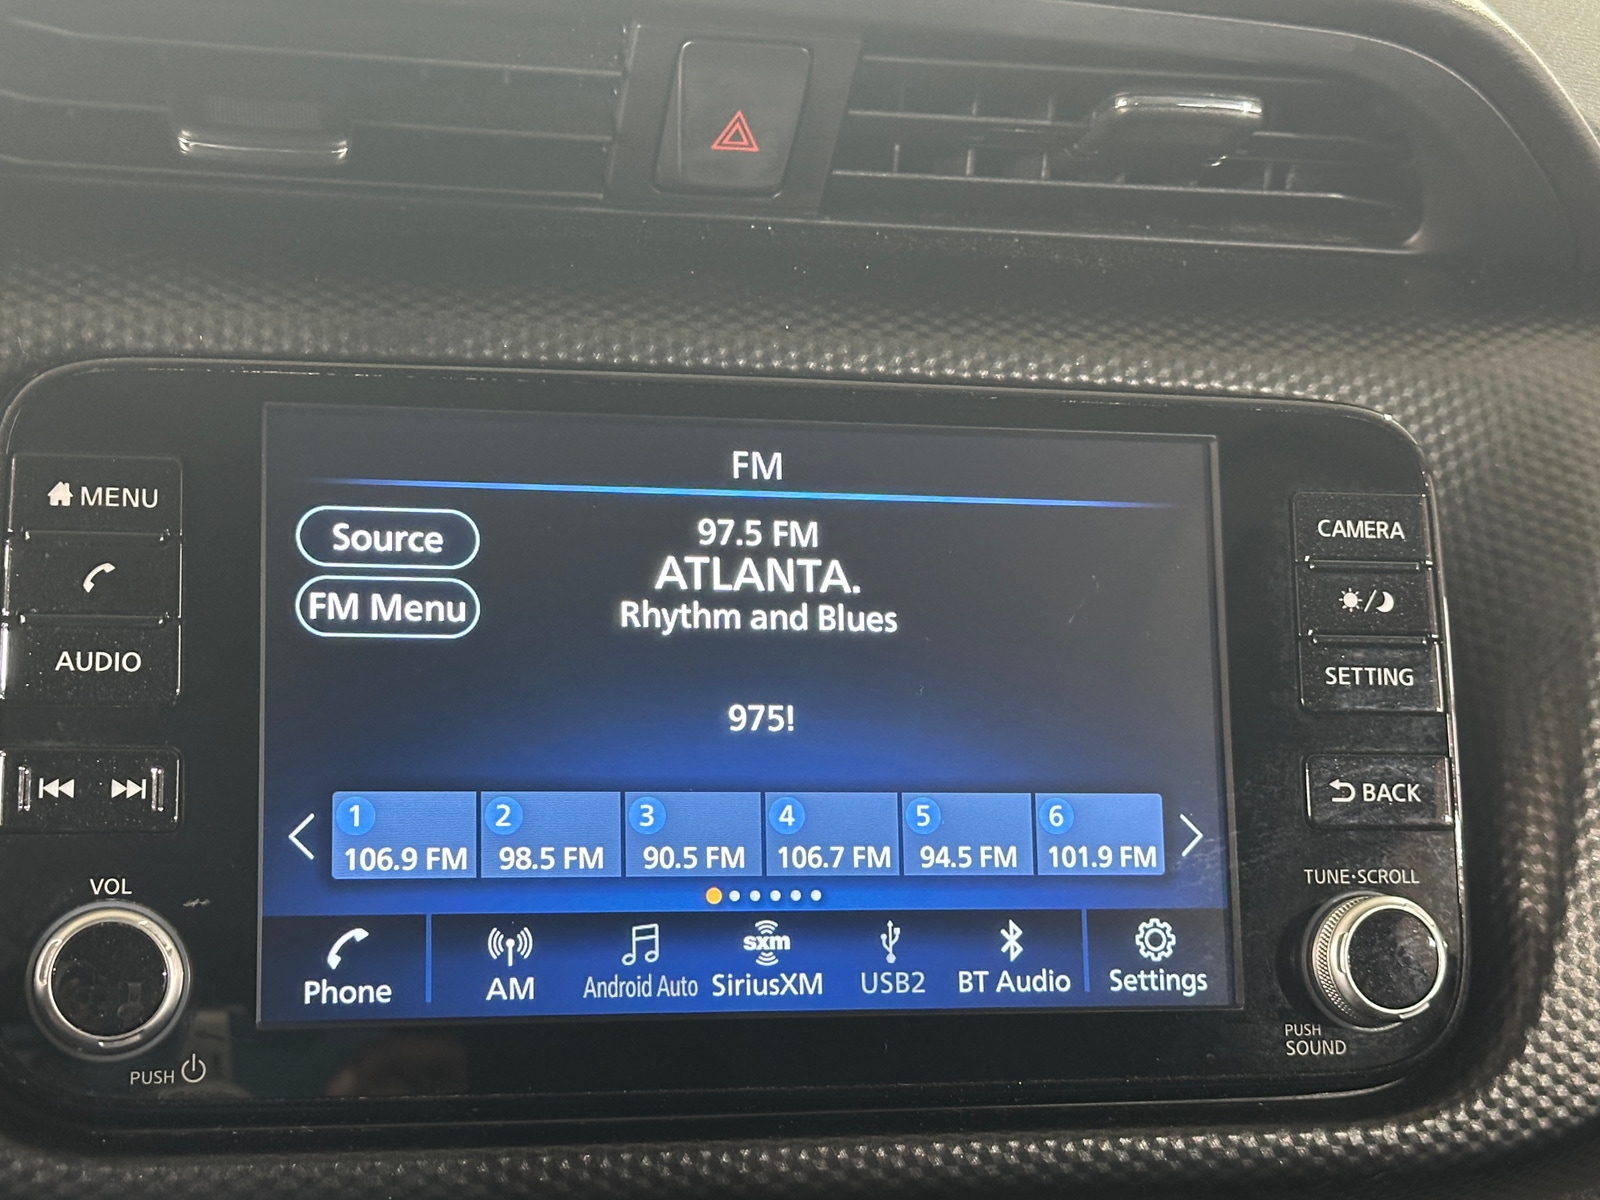 FM
MENU
AUDIO
VOL
PUSH
Source
FM Menu
97.5 FM
ATLANTA.
Rhythm and Blues
975!
1
106.9 FM
2
98.5 FM
3
90.5 FM
4
106.7 FM
5
94.5 FM
6
101.9 FM
Phone
AM
Android Auto
sxm
SiriusXM
USB2
BT Audio
Settings
CAMERA
SETTING
BACK
TUNE·SCROLL
PUSH
SOUND